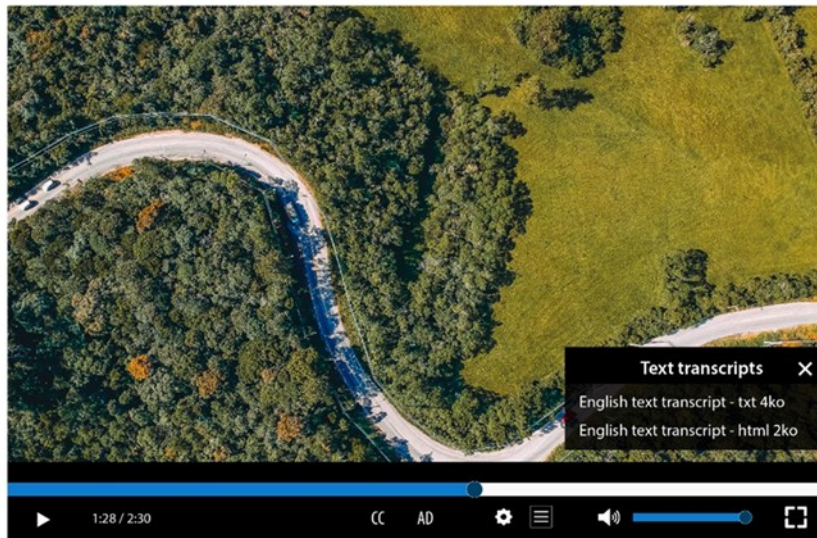 Text transcripts
English text transcript - txt 4ko
English text transcript - html 2ko
1:28 / 2:30
CC
AD